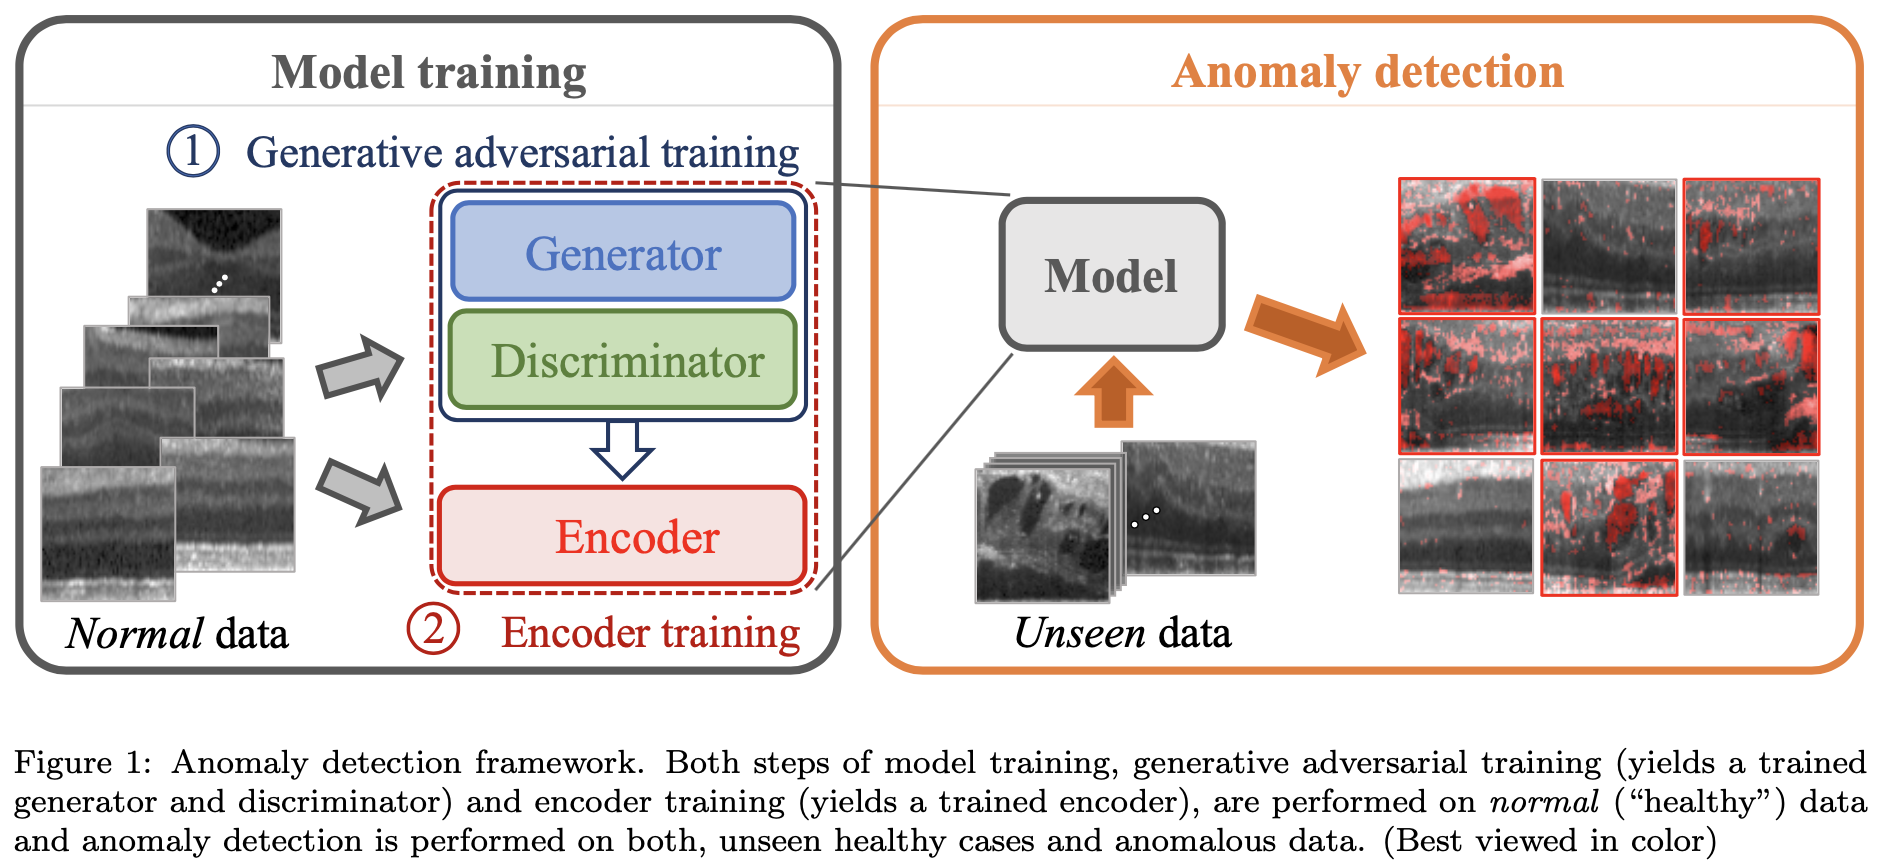 Model training
① Generative adversarial training
Generator
Discriminator
Encoder
Normal data
② Encoder training
Anomaly detection
Model
Unseen data
Figure 1: Anomaly detection framework. Both steps of model training, generative adversarial training (yields a trained
generator and discriminator) and encoder training (yields a trained encoder), are performed on normal (“healthy”) data
and anomaly detection is performed on both, unseen healthy cases and anomalous data. (Best viewed in color)